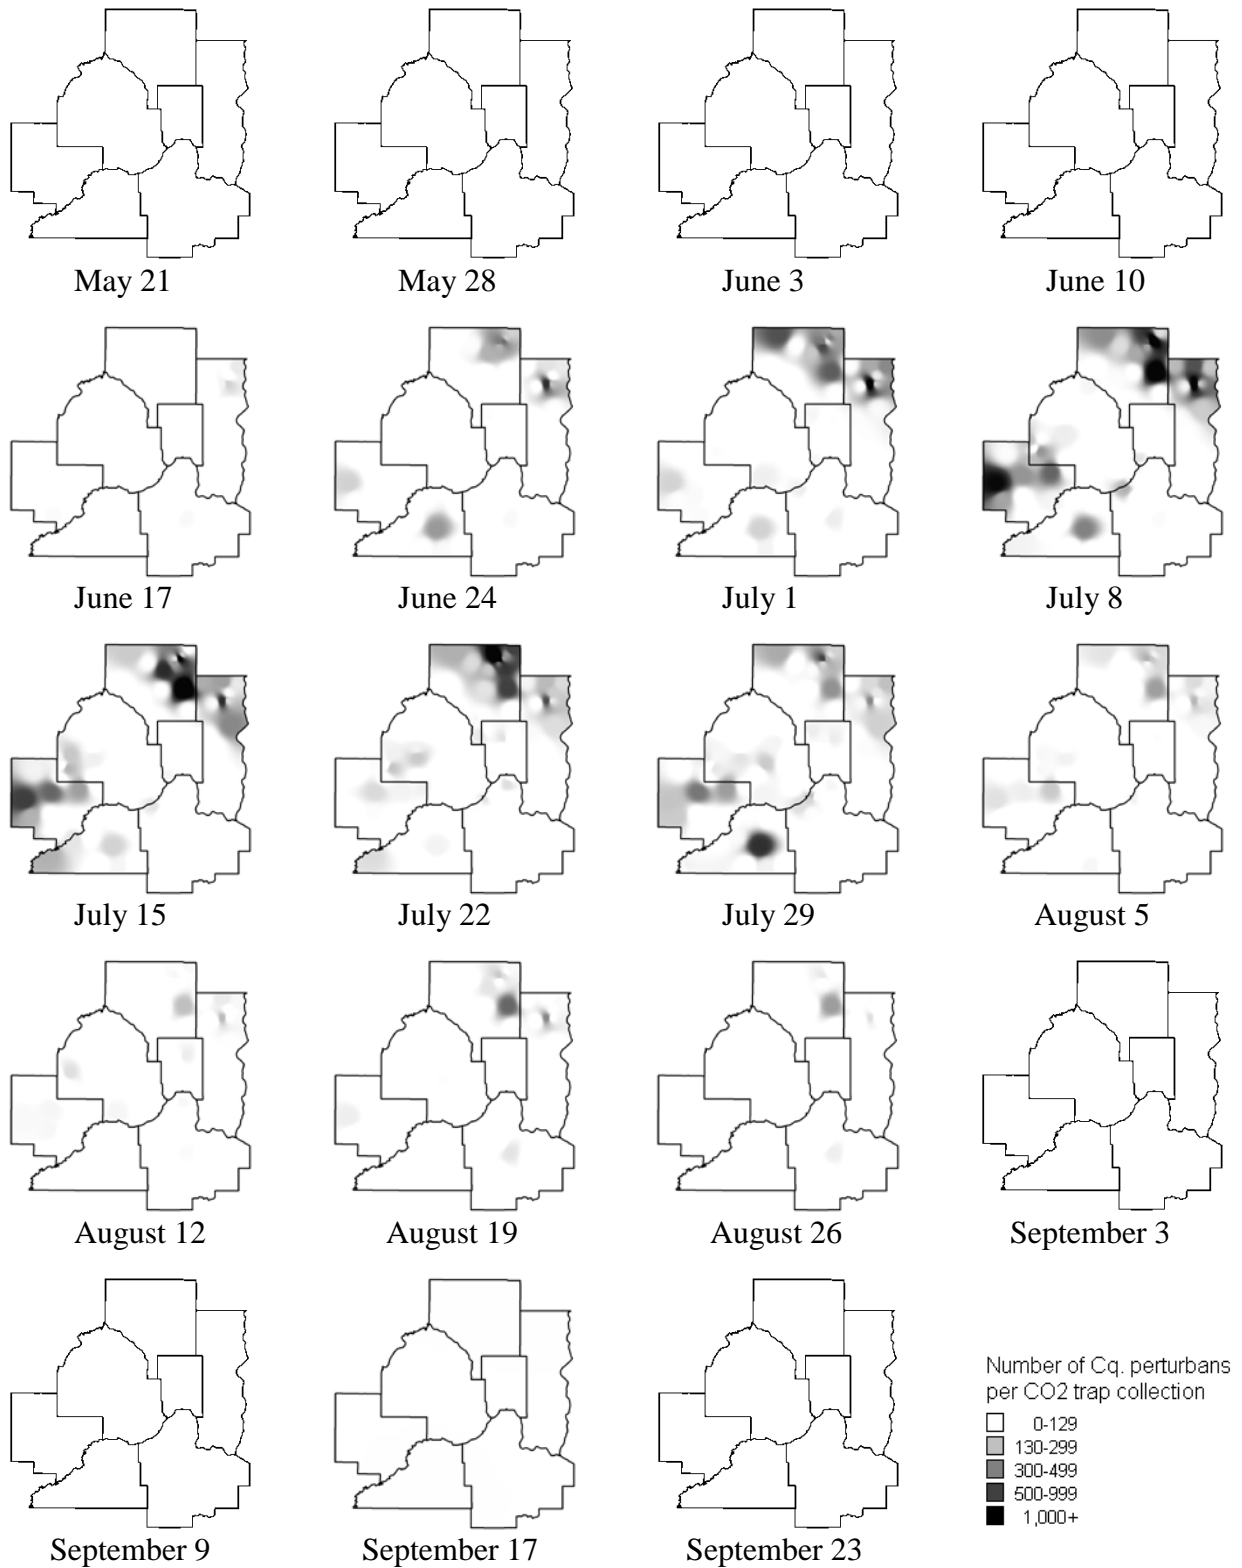 May 21
May 28
June 3
June 10
June 17
June 24
July 1
July 8
July 15
July 22
July 29
August 5
August 12
August 19
August 26
September 3
September 9
September 17
September 23
Number of Cq. perturbans
per CO2 trap collection
0-129
130-299
300-499
500-999
1,000+